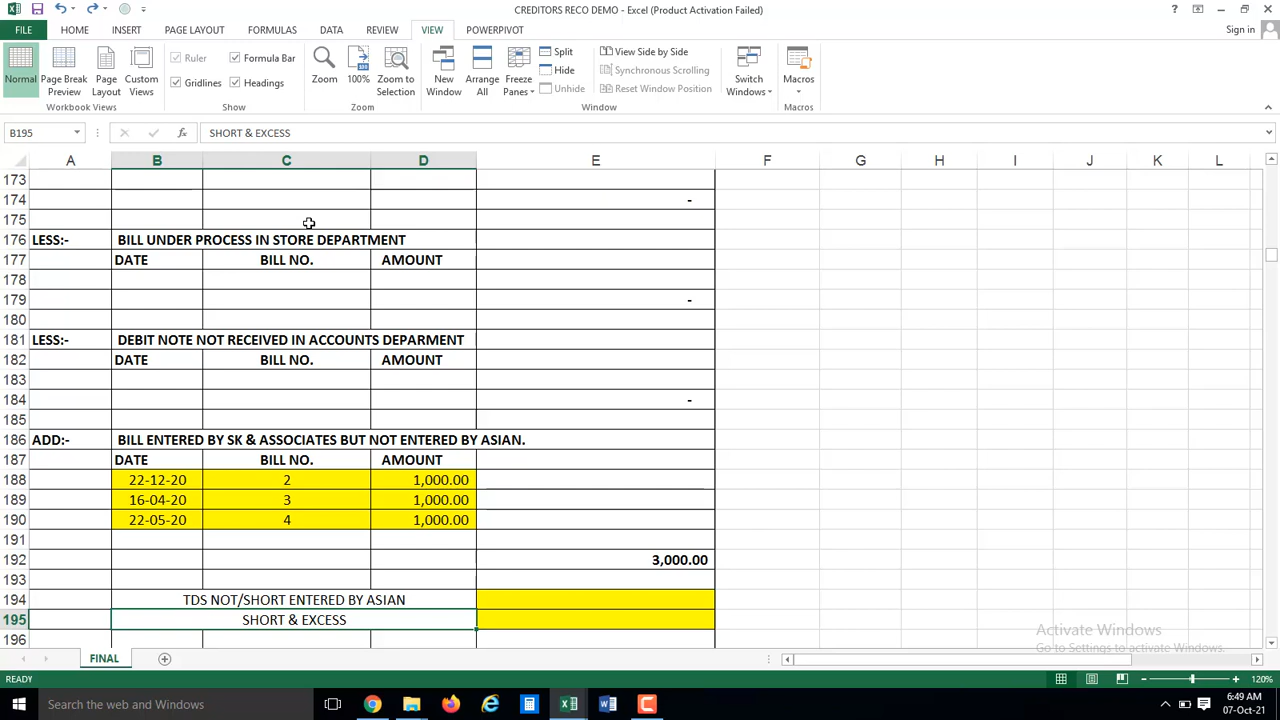 CREDITORS RECO DEMO - Excel (Product Activation Failed)
FILE HOME INSERT PAGE LAYOUT FORMULAS DATA REVIEW VIEW POWERPIVOT Sign in
Normal Page Break Preview Page Layout Custom Views
Workbook Views
Ruler Formula Bar
Gridlines Headings
Show
Zoom 100% Zoom to Selection
Zoom
New Window Arrange All Freeze Panes
Split View Side by Side
Hide Synchronous Scrolling
Unhide Reset Window Position
Switch Windows
Window
Macros
Macros
B195 fx SHORT & EXCESS
A B C D E F G H I J K L
173
174 -
175
176 LESS:- BILL UNDER PROCESS IN STORE DEPARTMENT
177 DATE BILL NO. AMOUNT
178
179 -
180
181 LESS:- DEBIT NOTE NOT RECEIVED IN ACCOUNTS DEPARMENT
182 DATE BILL NO. AMOUNT
183
184 -
185
186 ADD:- BILL ENTERED BY SK & ASSOCIATES BUT NOT ENTERED BY ASIAN.
187 DATE BILL NO. AMOUNT
188 22-12-20 2 1,000.00
189 16-04-20 3 1,000.00
190 22-05-20 4 1,000.00
191
192 3,000.00
193
194 TDS NOT/SHORT ENTERED BY ASIAN
195 SHORT & EXCESS
196
Activate Windows
Go to Settings to activate Windows.
FINAL
READY 120%
Search the web and Windows
6:49 AM
07-Oct-21